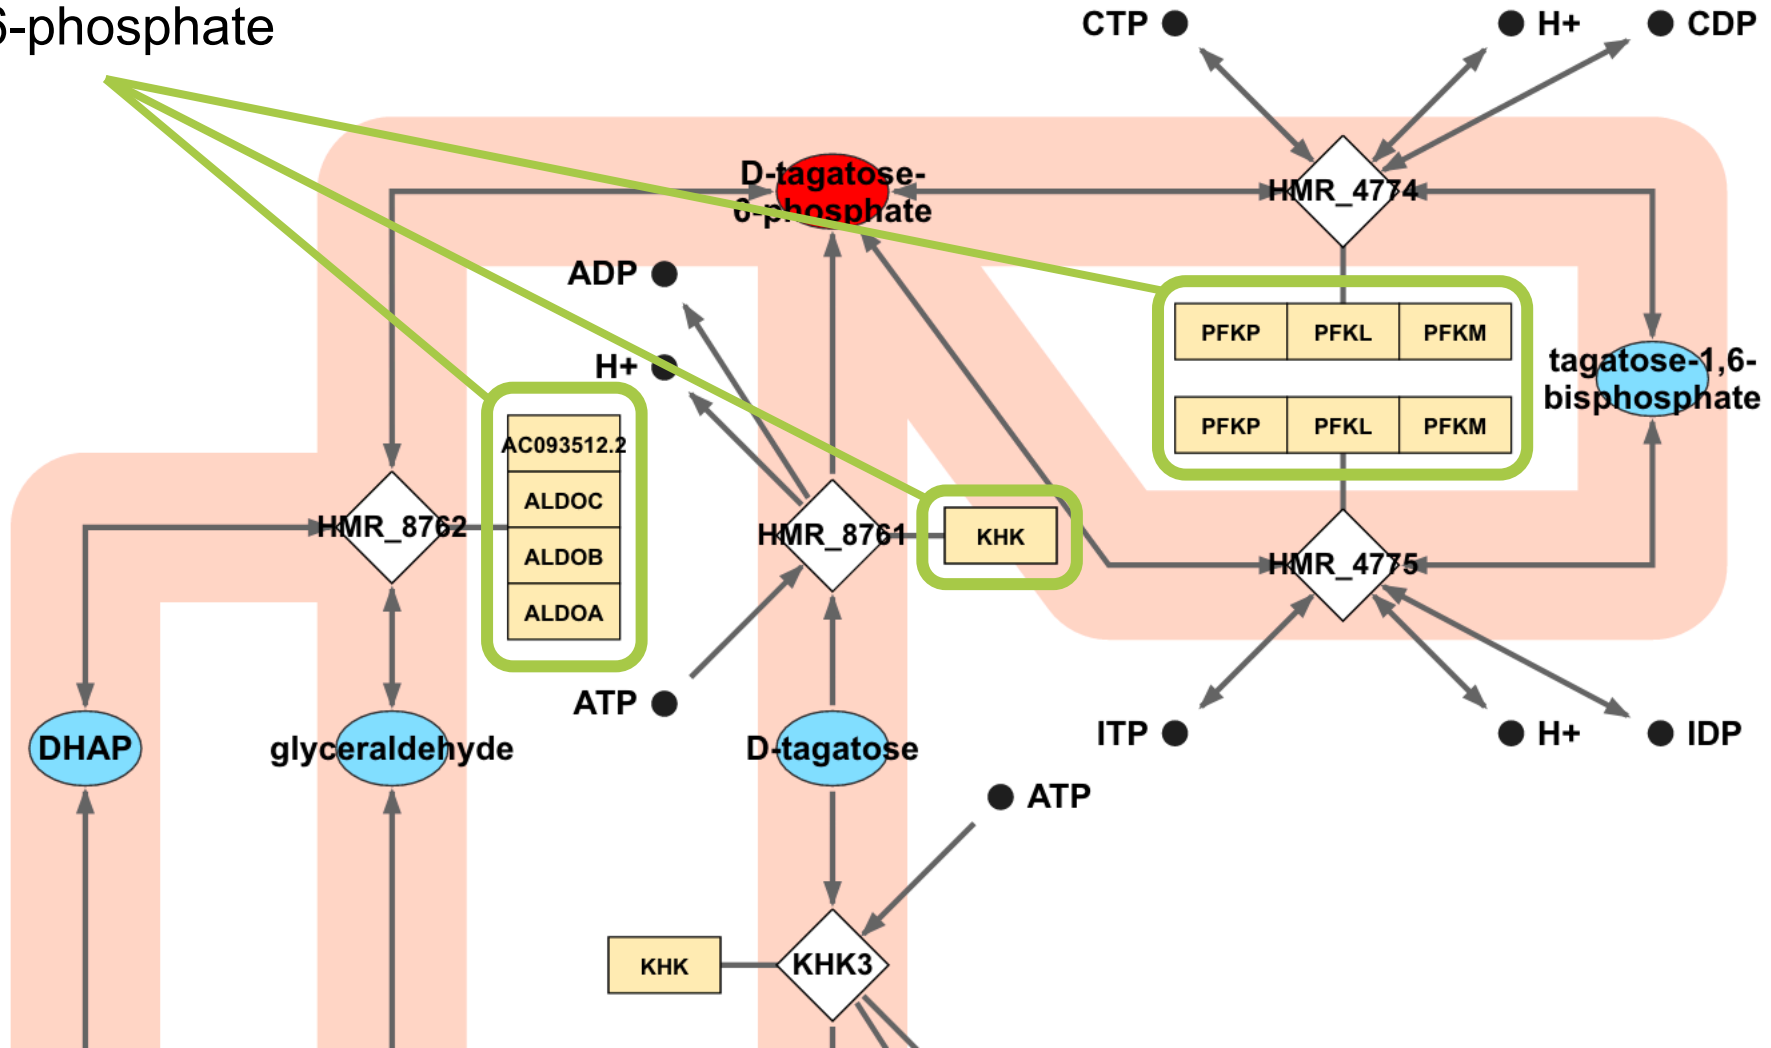 6-phosphate
CTP
H+
CDP
D-tagatose-
6-phosphate
HMR_4774
ADP
H+
PFKP PFKL PFKM
PFKP PFKL PFKM
tagatose-1,6-
bisphosphate
AC093512.2
ALDOC
ALDOB
ALDOA
HMR_8762
HMR_8761
KHK
HMR_4775
ATP
ITP
H+
IDP
DHAP
glyceraldehyde
D-tagatose
ATP
KHK
KHK3